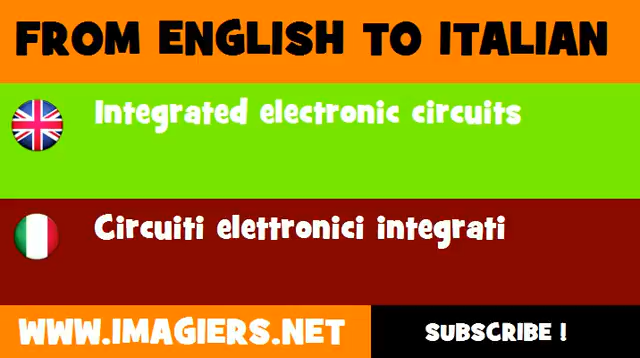 FROM ENGLISH TO ITALIAN
Integrated electronic circuits
Circuiti elettronici integrati
WWW.IMAGIERS.NET
SUBSCRIBE !